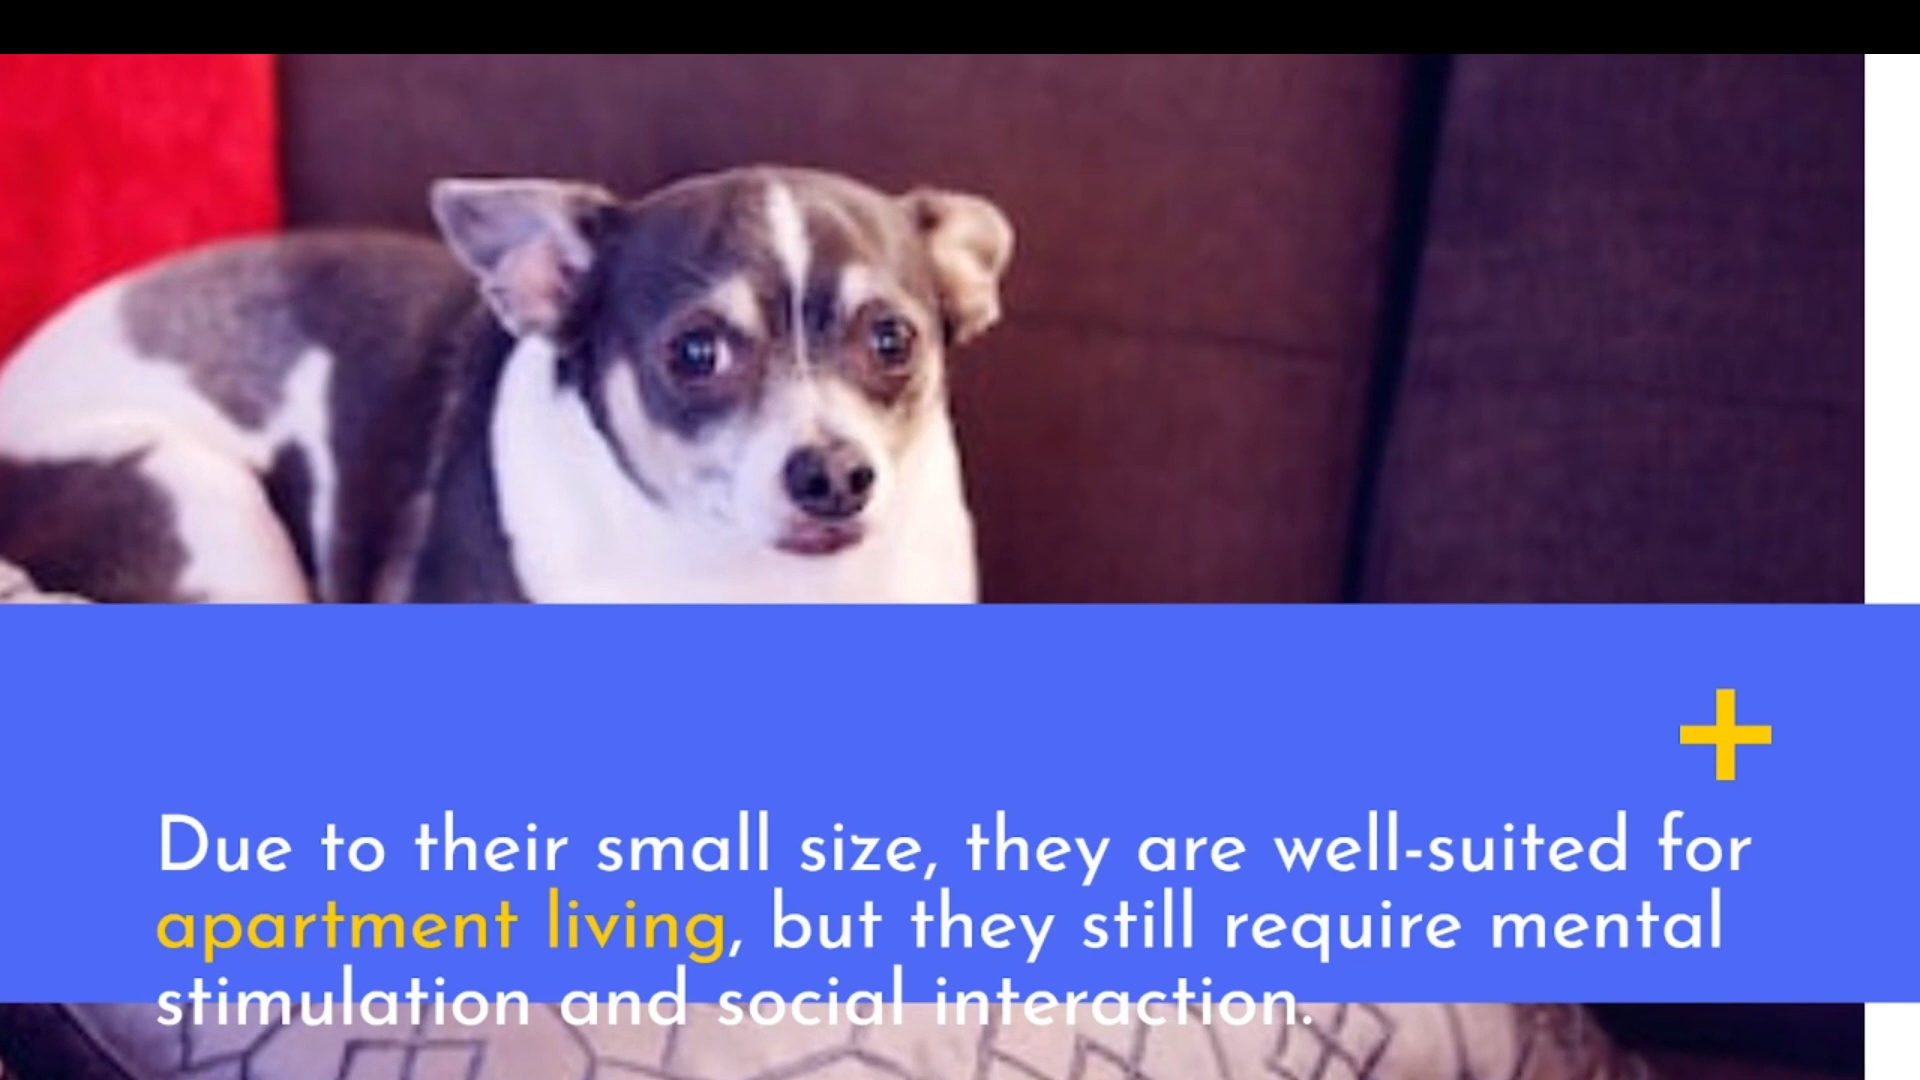 Due to their small size, they are well-suited for
apartment living, but they still require mental
stimulation and social interaction.